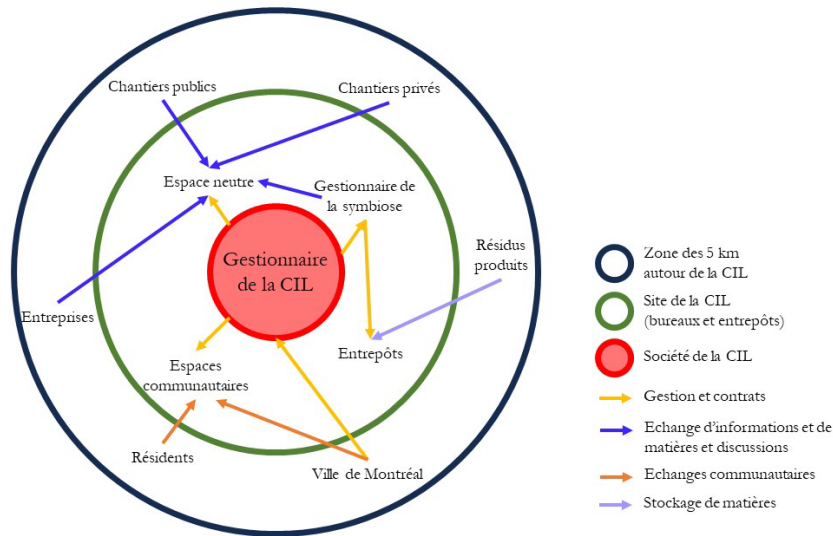 Chantiers publics
Chantiers privés
Espace neutre
Gestionnaire de
la symbiose
Gestionnaire
de la CIL
Résidus
produits
Entreprises
Entrepôts
Espaces
communautaires
Résidents
Ville de Montréal
Zone des 5 km
autour de la CIL
Site de la CIL
(bureaux et entrepôts)
Société de la CIL
Gestion et contrats
Echange d'informations et de
matières et discussions
Echanges communautaires
Stockage de matières